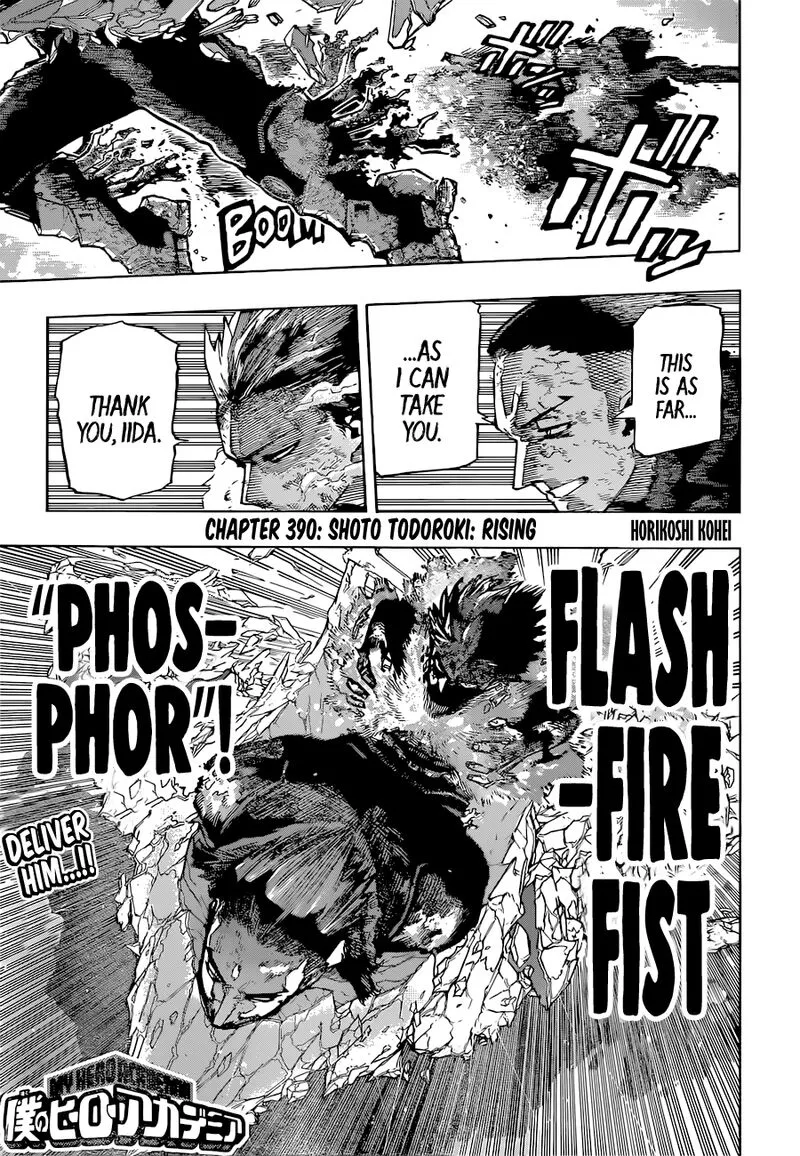 ボボッ
BOOM
ボボッ
THIS
IS AS
FAR...
...AS
I CAN
TAKE
YOU.
THANK
YOU, IIDA.
CHAPTER 390: SHOTO TODOROKI: RISING
HORIKOSHI KOHEI
FLASH
-FIRE
FIST
"PHOS-
PHOR"!
DELIVER
HIM...!!
MY HERO ACADEMIA
僕のヒーローアカデミア